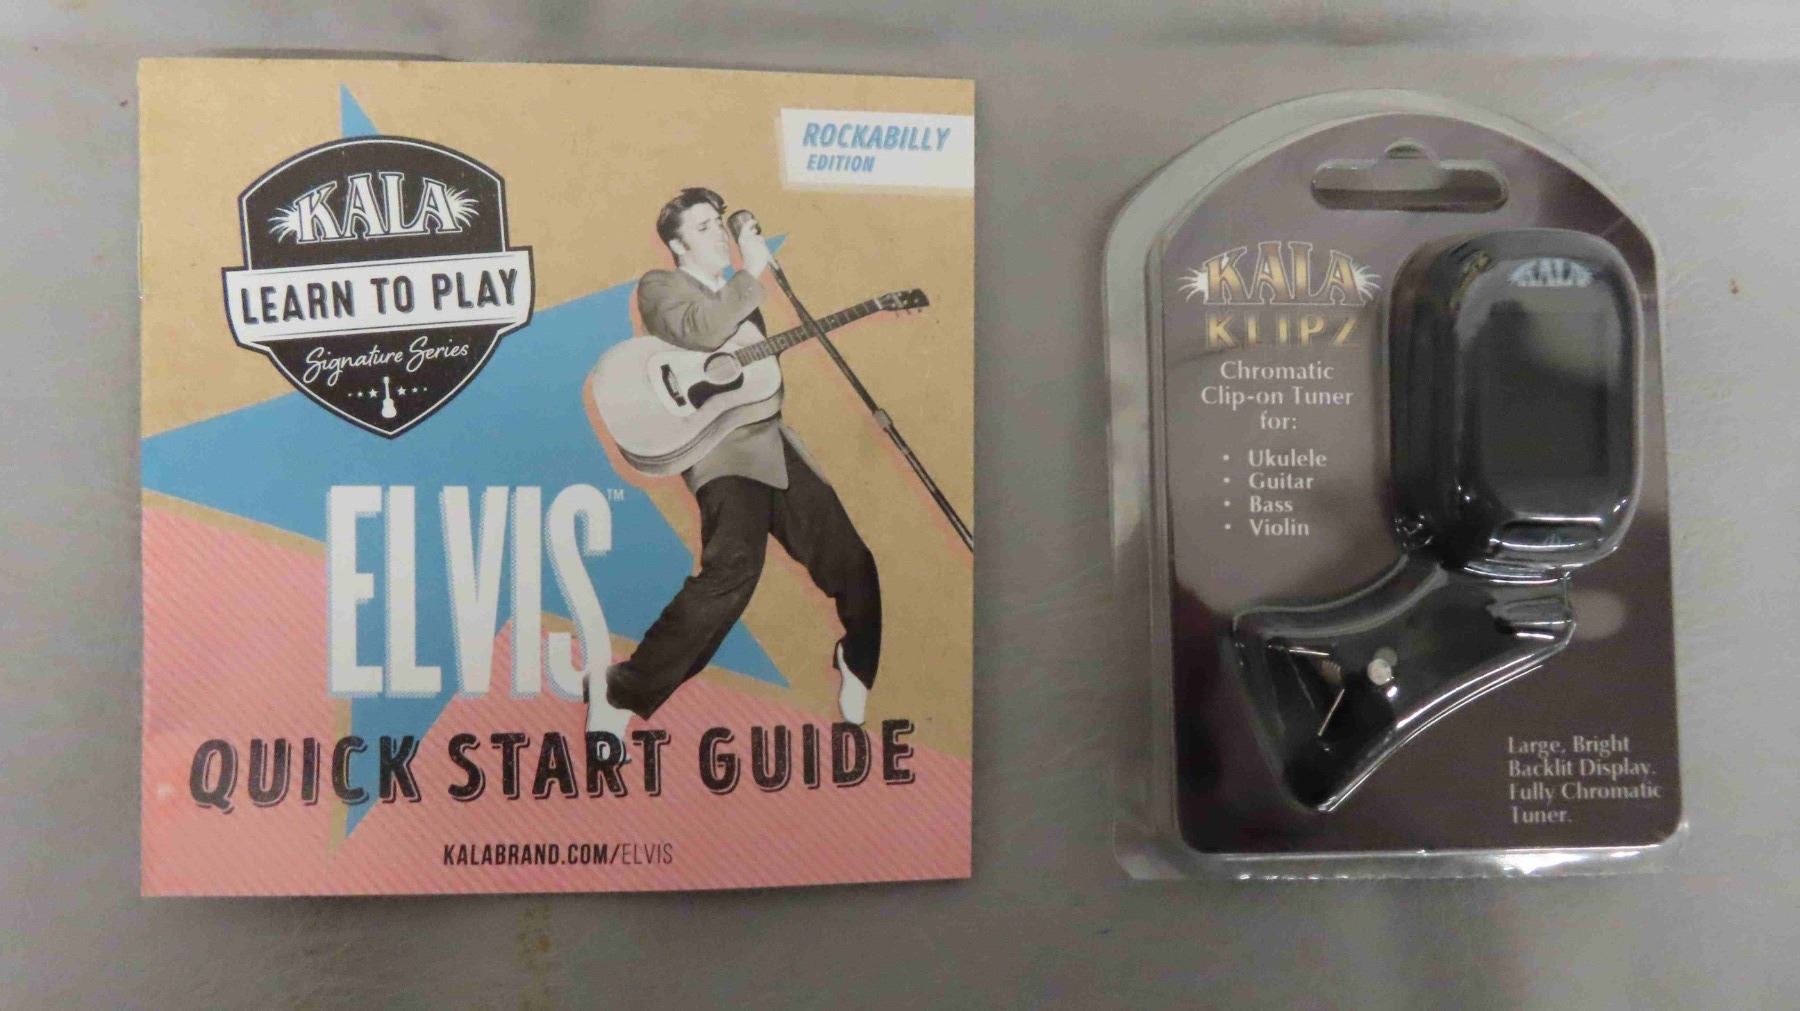 KALA
LEARN TO PLAY
Signature Series
ROCKABILLY
EDITION
ELVIS™
QUICK START GUIDE
KALABRAND.COM/ELVIS
KALA
KLIPZ
Chromatic
Clip-on Tuner
for:
• Ukulele
• Guitar
• Bass
• Violin
KALA
Large, Bright
Backlit Display.
Fully Chromatic
Tuner.